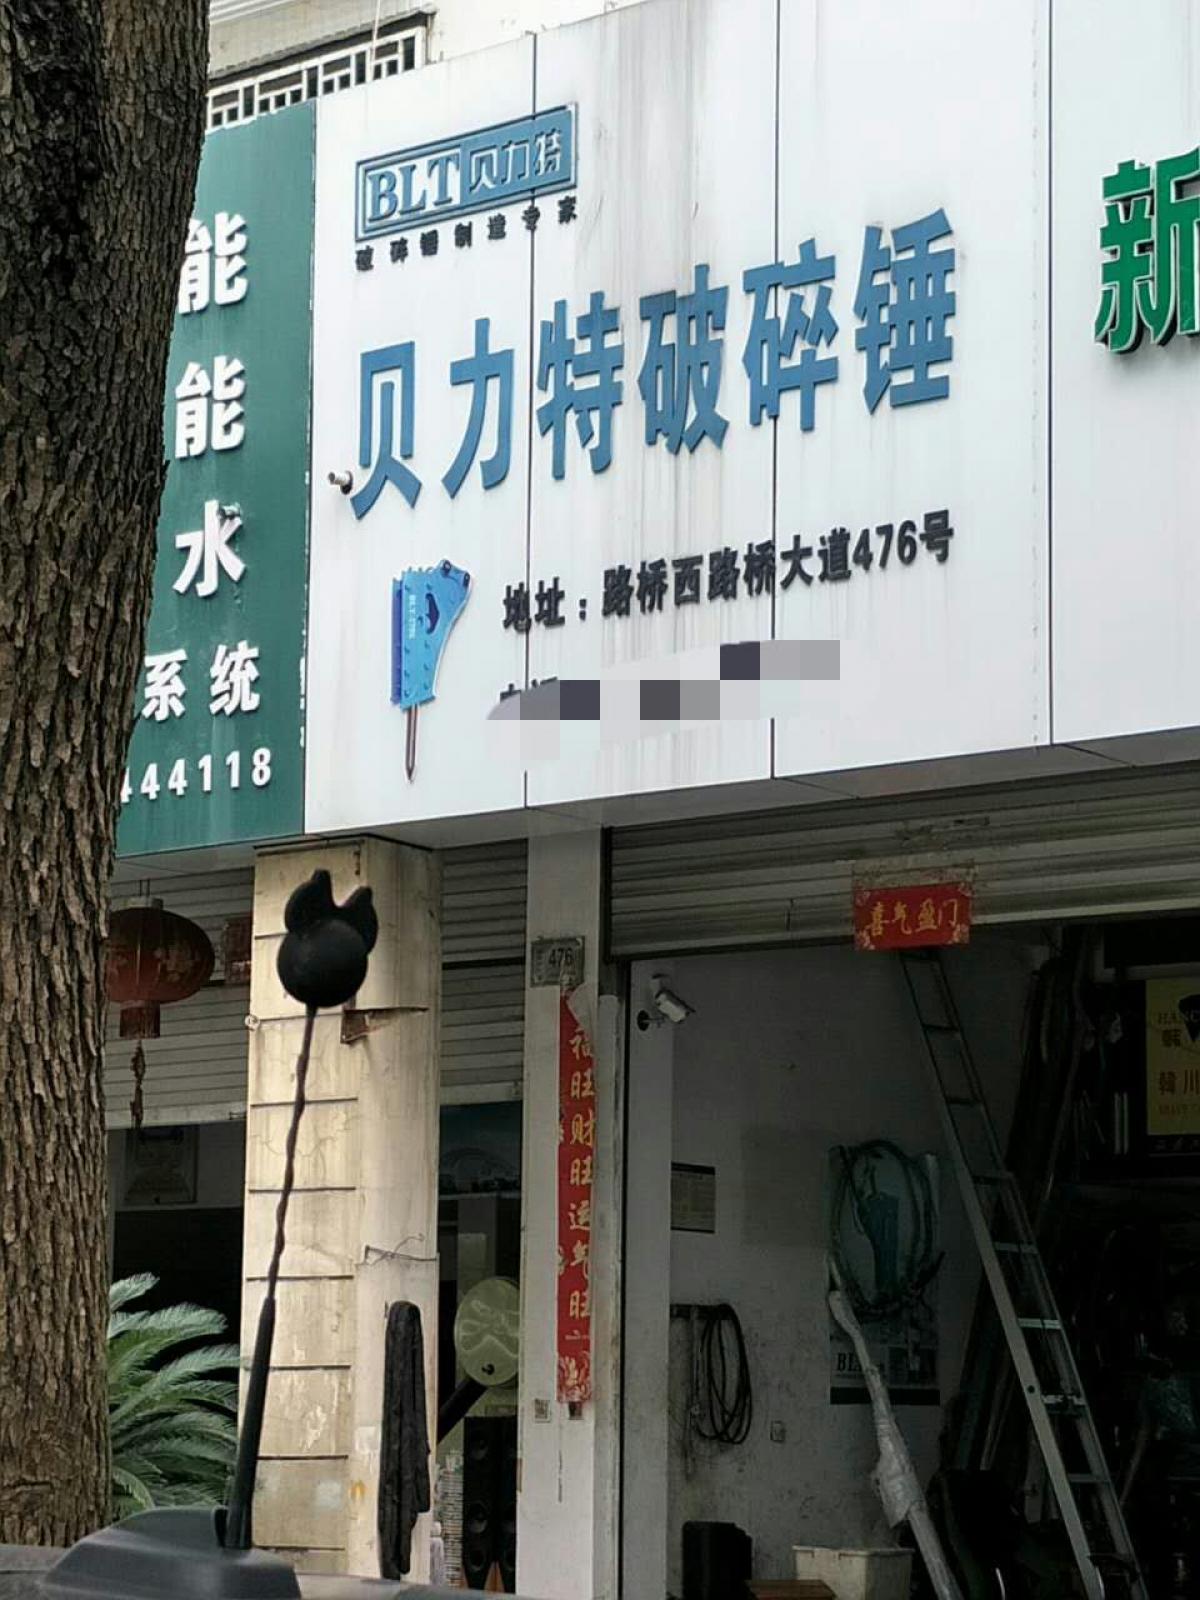 能
能
水
系统
444118
BLT贝力特
破碎锤制造专家
贝力特破碎锤
地址：路桥西路桥大道476号
新
喜气盈门
476
福旺财旺运气旺